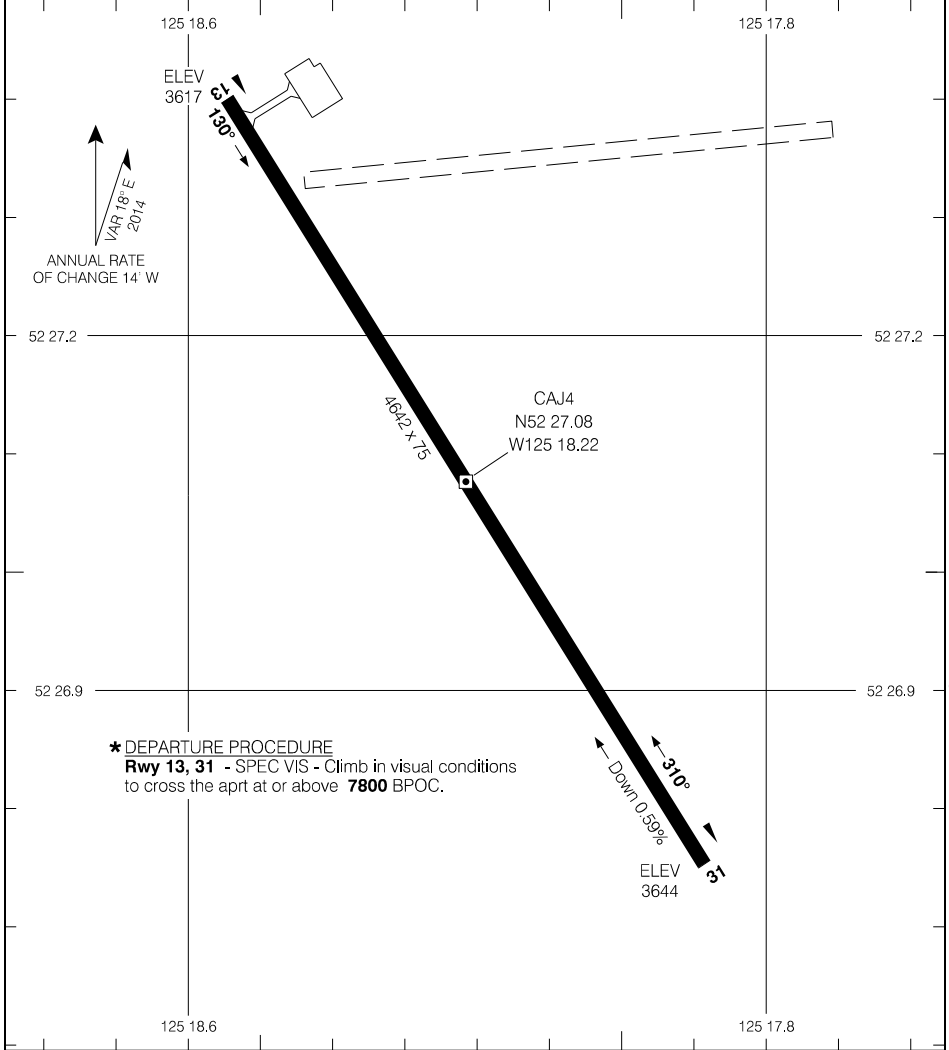 125 18.6
125 17.8
ELEV
3617
13
130°
VAR 18° E
2014
ANNUAL RATE
OF CHANGE 14' W
52 27.2
52 27.2
CAJ4
N52 27.08
W125 18.22
4642 x 75
52 26.9
52 26.9
* DEPARTURE PROCEDURE
Rwy 13, 31 - SPEC VIS - Climb in visual conditions
to cross the aprt at or above 7800 BPOC.
310°
Down 0.59%
ELEV
3644
31
125 18.6
125 17.8